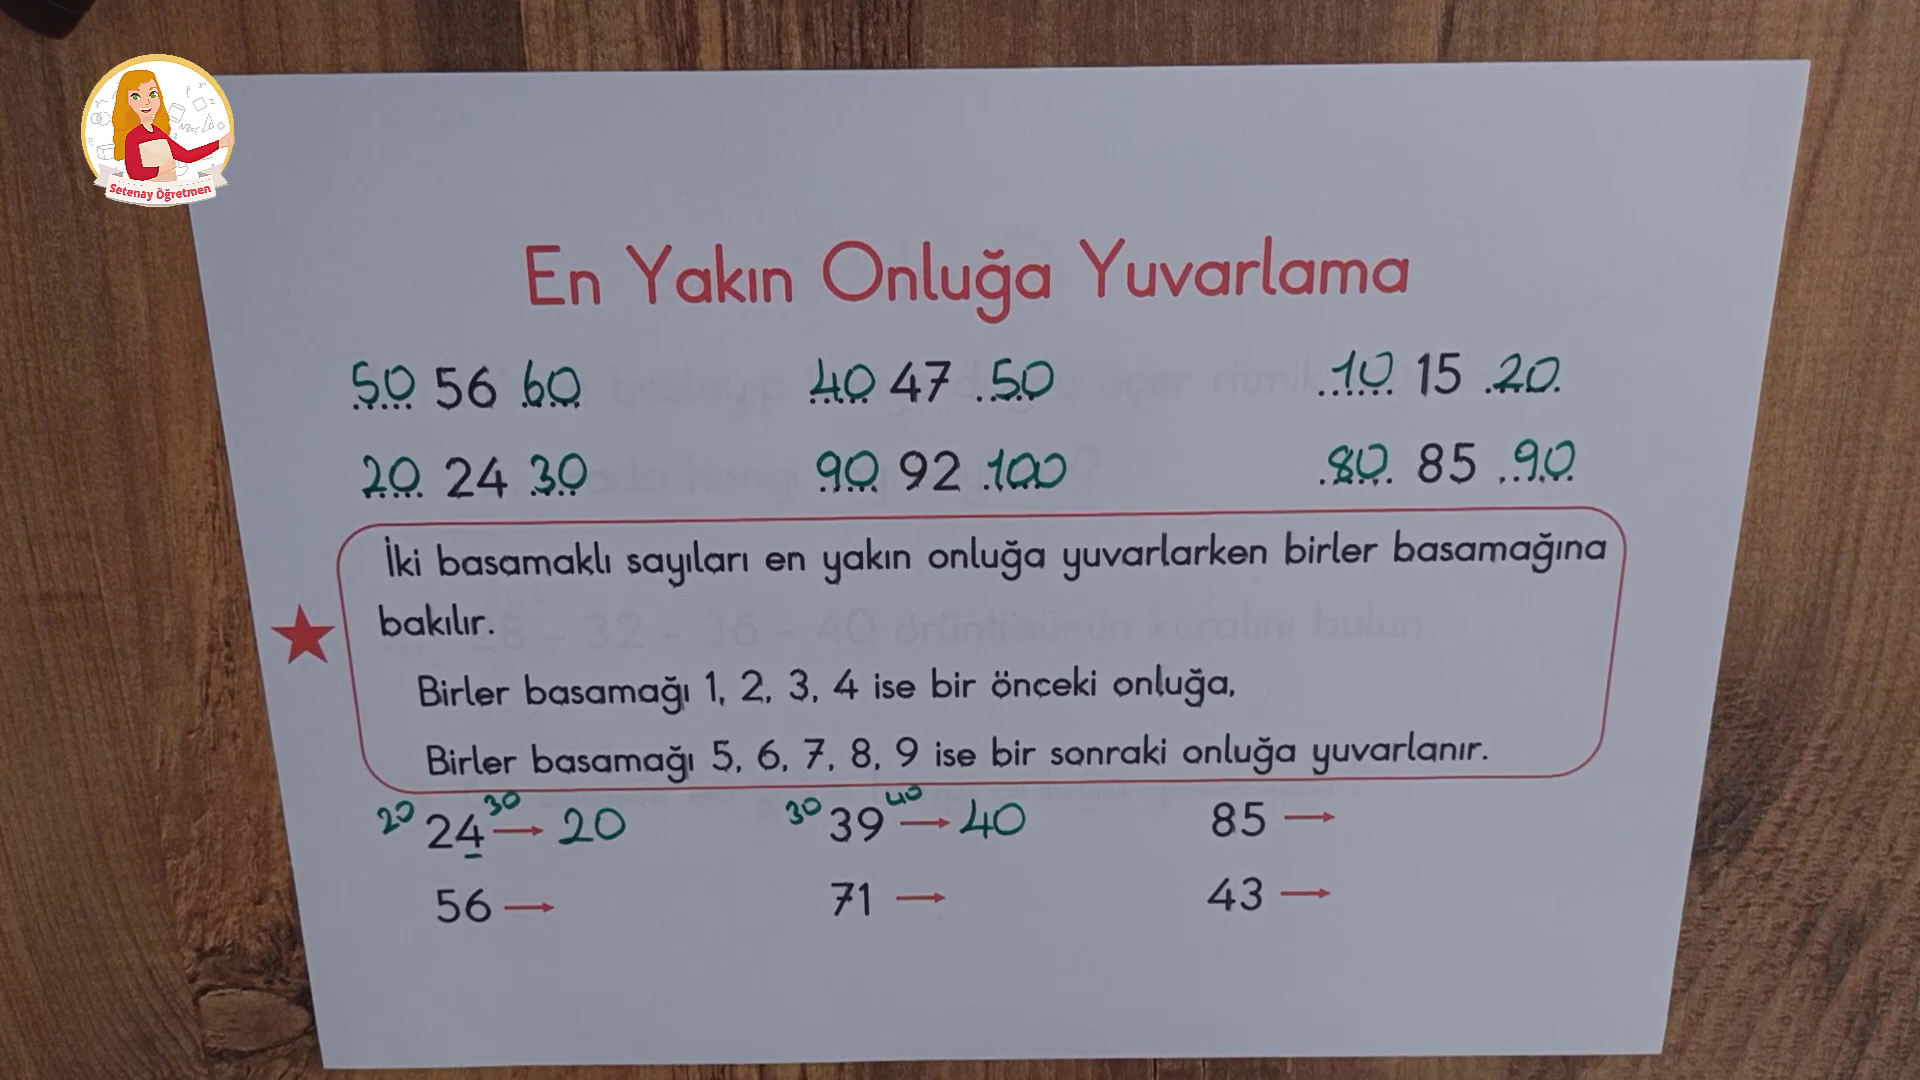 Setenay Öğretmen
En Yakın Onluğa Yuvarlama
50 56 60 40 47 50 10 15 20
20 24 30 90 92 100 80 85 90
İki basamaklı sayıları en yakın onluğa yuvarlarken birler basamağına
bakılır.
Birler basamağı 1, 2, 3, 4 ise bir önceki onluğa,
Birler basamağı 5, 6, 7, 8, 9 ise bir sonraki onluğa yuvarlanır.
20 24 30 → 20 30 39 40 → 40 85 →
56 → 71 → 43 →